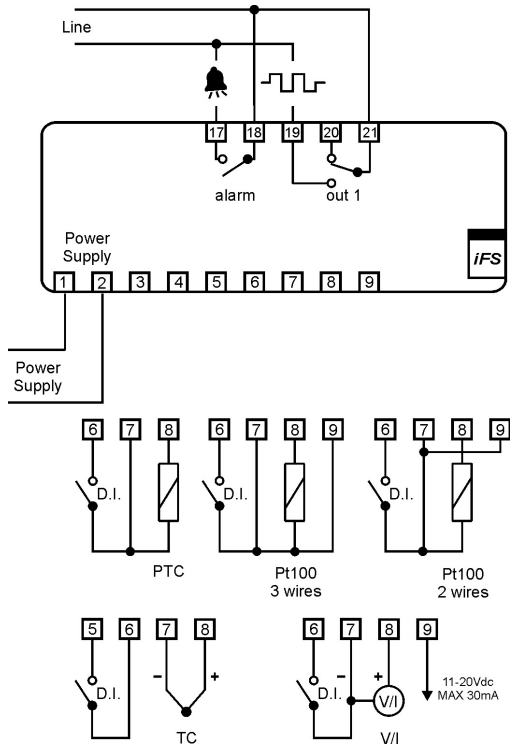 Line
17 18 19 20 21
alarm out 1
Power
Supply
iFS
1 2 3 4 5 6 7 8 9
Power
Supply
6 7 8 6 7 8 9 6 7 8 9
D.I. D.I. D.I.
PTC Pt100 Pt100
3 wires 2 wires
5 6 7 8 6 7 8 9
- + - +
D.I. D.I. V/I 11-20Vdc
MAX 30mA
TC V/I